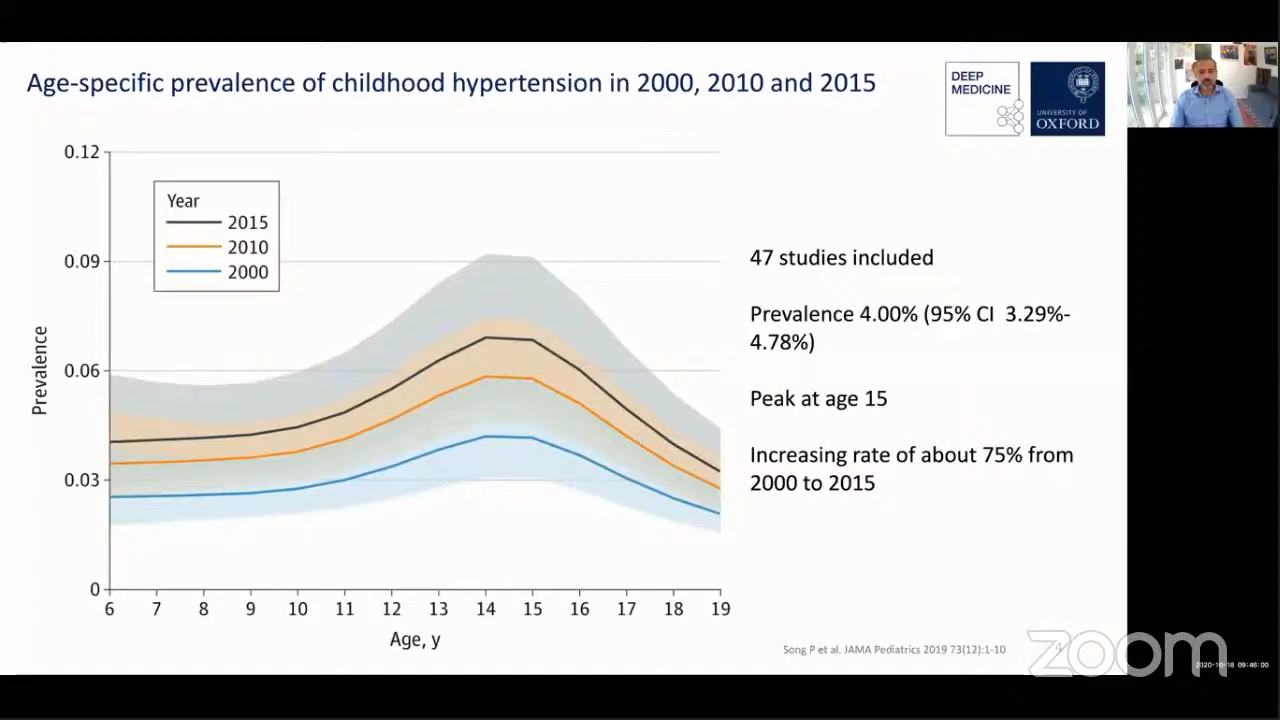 Age-specific prevalence of childhood hypertension in 2000, 2010 and 2015
DEEP
MEDICINE
UNIVERSITY OF
OXFORD
0.12
0.09
0.06
0.03
0
Prevalence
Year
2015
2010
2000
6 7 8 9 10 11 12 13 14 15 16 17 18 19
Age, y
47 studies included
Prevalence 4.00% (95% CI 3.29%-
4.78%)
Peak at age 15
Increasing rate of about 75% from
2000 to 2015
Song P et al. JAMA Pediatrics 2019 73(12):1-10
4
zoom
2020-10-18 09:46:00